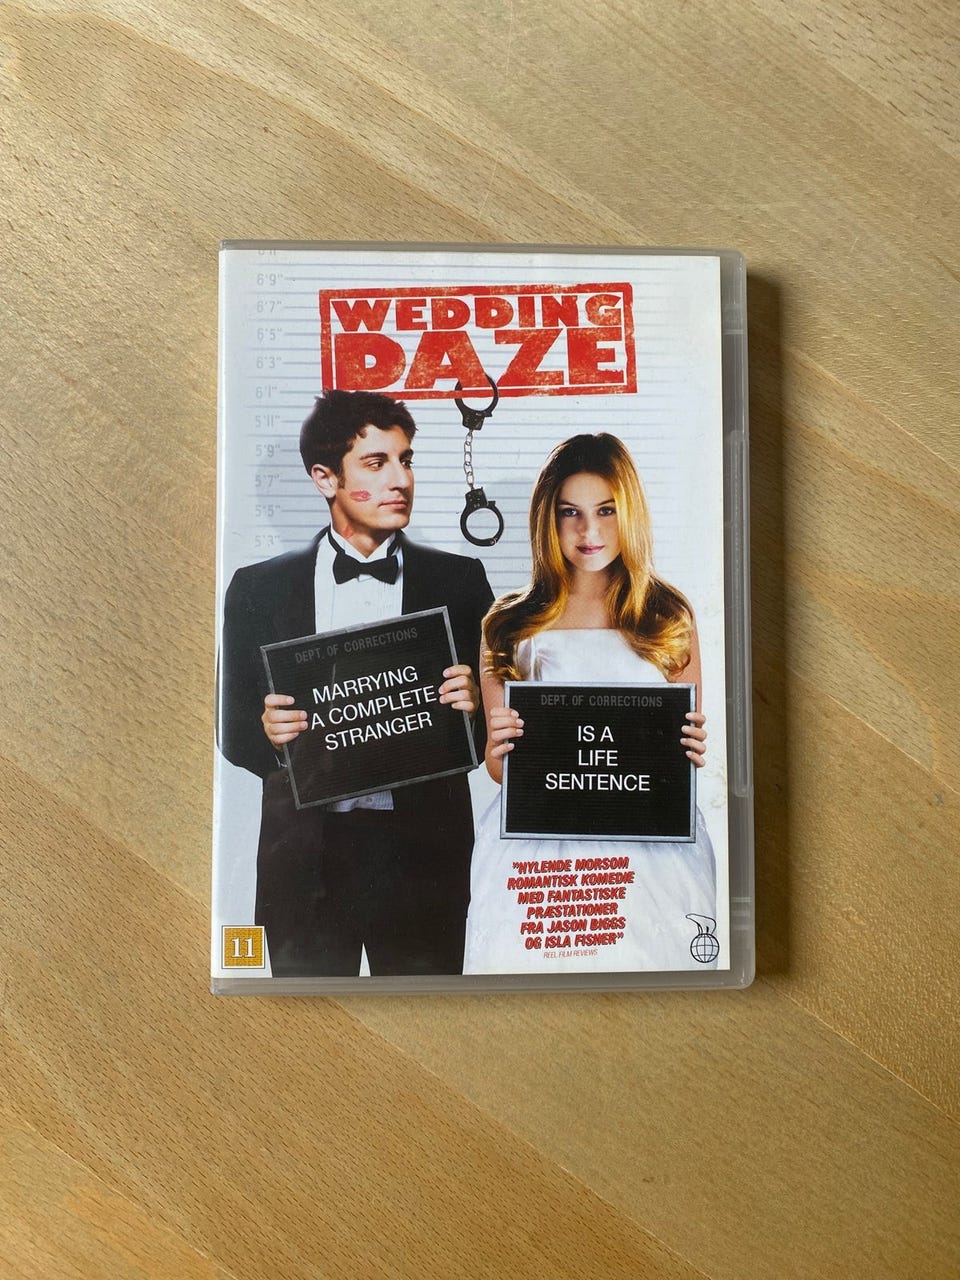 6'9"
6'7"
6'5"
6'3"
6'1"
5'11"
5'9"
5'7"
5'5"
5'3"
WEDDING
DAZE
DEPT. OF CORRECTIONS
MARRYING
A COMPLETE
STRANGER
DEPT. OF CORRECTIONS
IS A
LIFE
SENTENCE
"HYLENDE MORSOM
ROMANTISK KOMEDIE
MED FANTASTISKE
PRÆSTATIONER
FRA JASON BIGGS
OG ISLA FISHER"
REEL FILM REVIEWS
11